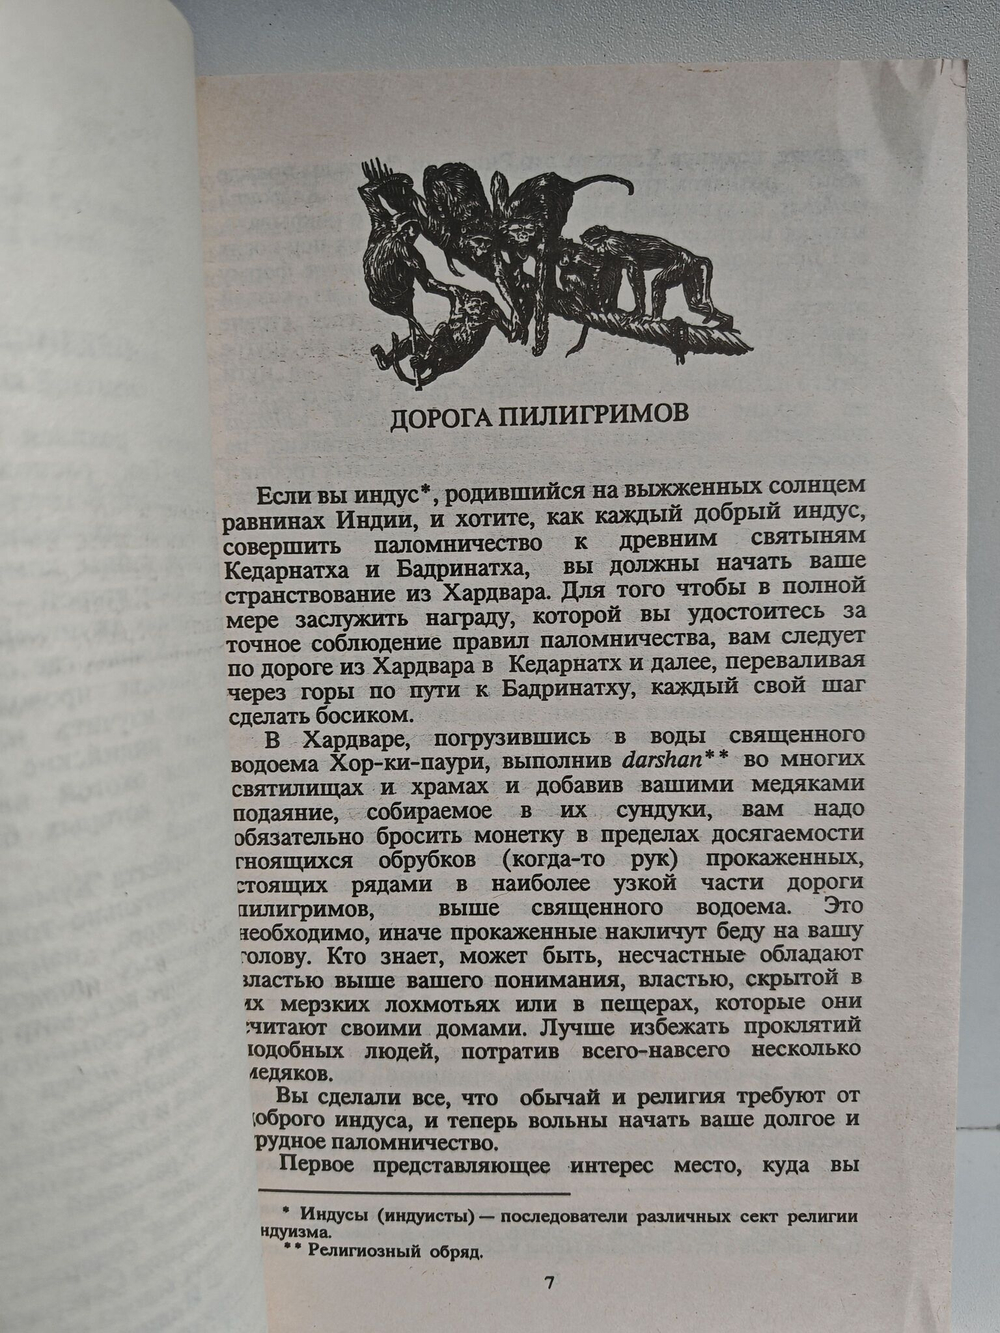 ДОРОГА ПИЛИГРИМОВ
Если вы индус*, родившийся на выжженных солнцем
равнинах Индии, и хотите, как каждый добрый индус,
совершить паломничество к древним святыням
Кедарнатха и Бадринатха, вы должны начать ваше
странствование из Хардвара. Для того чтобы в полной
мере заслужить награду, которой вы удостоитесь за
точное соблюдение правил паломничества, вам следует
по дороге из Хардвара в Кедарнатх и далее, переваливая
через горы по пути к Бадринатху, каждый свой шаг
сделать босиком.
В Хардваре, погрузившись в воды священного
водоема Хор-ки-паури, выполнив darshan** во многих
святилищах и храмах и добавив вашими медяками
подаяние, собираемое в их сундуки, вам надо
обязательно бросить монетку в пределах досягаемости
гноящихся обрубков (когда-то рук) прокаженных,
стоящих рядами в наиболее узкой части дороги
пилигримов, выше священного водоема. Это
необходимо, иначе прокаженные накличут беду на вашу
голову. Кто знает, может быть, несчастные обладают
властью выше вашего понимания, властью, скрытой в
их мерзких лохмотьях или в пещерах, которые они
считают своими домами. Лучше избежать проклятий
подобных людей, потратив всего-навсего несколько
медяков.
Вы сделали все, что обычай и религия требуют от
доброго индуса, и теперь вольны начать ваше долгое и
трудное паломничество.
Первое представляющее интерес место, куда вы
* Индусы (индуисты) — последователи различных сект религии
индуизма.
** Религиозный обряд.
7